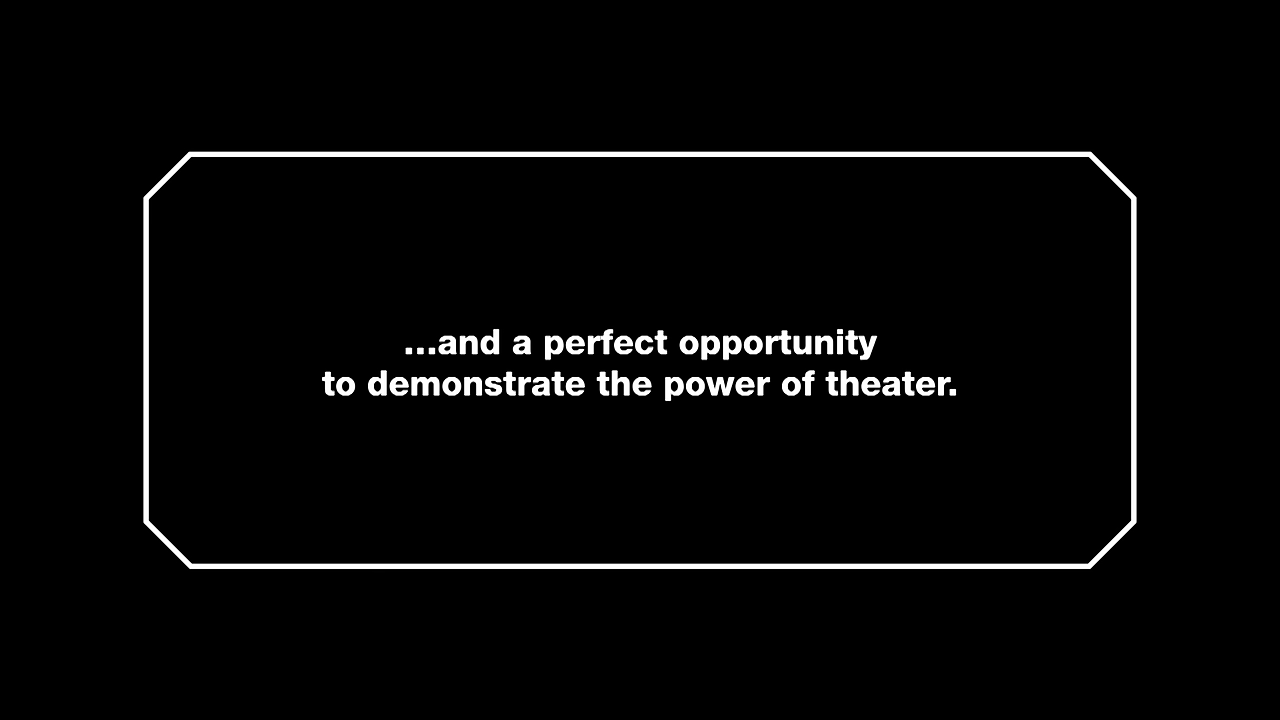 ...and a perfect opportunity
to demonstrate the power of theater.